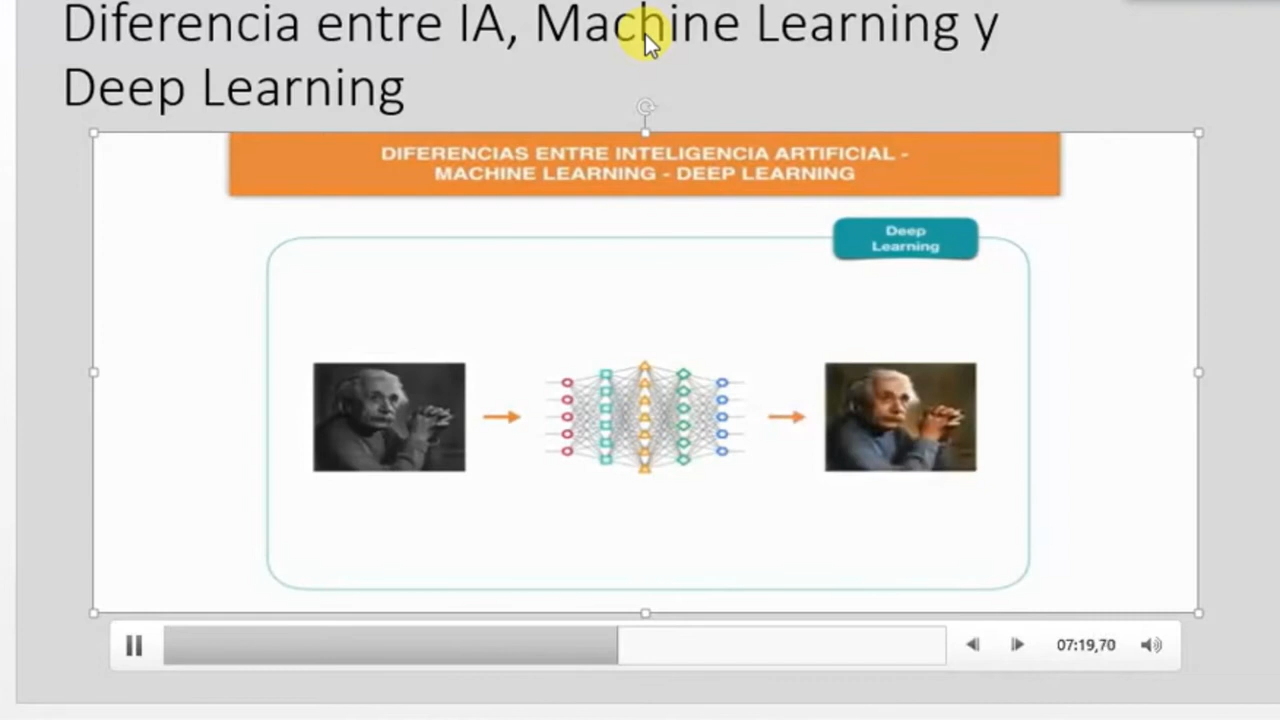 Diferencia entre IA, Machine Learning y
Deep Learning
DIFERENCIAS ENTRE INTELIGENCIA ARTIFICIAL -
MACHINE LEARNING - DEEP LEARNING
Deep
Learning
07:19,70